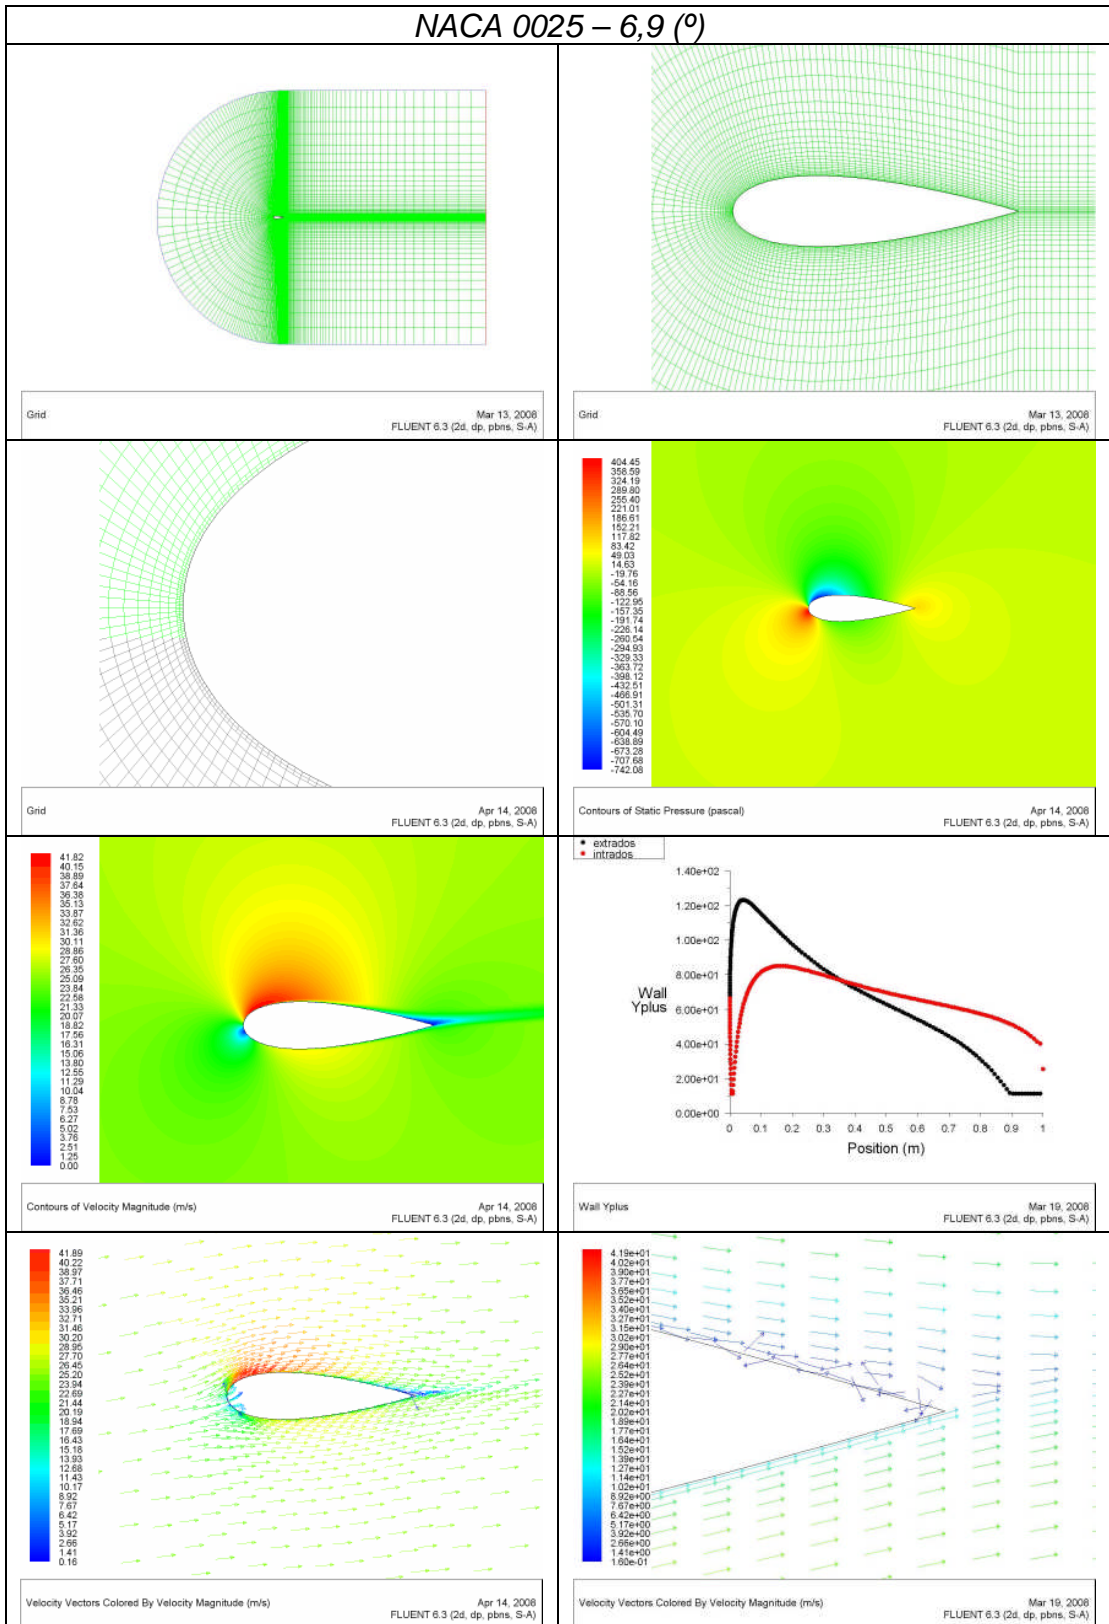 NACA 0025 – 6,9 (º)
Grid
Mar 13, 2008
FLUENT 6.3 (2d, dp, pbns, S-A)
Grid
Mar 13, 2008
FLUENT 6.3 (2d, dp, pbns, S-A)
Grid
Apr 14, 2008
FLUENT 6.3 (2d, dp, pbns, S-A)
404.45
358.59
324.19
289.80
255.40
221.01
186.61
152.21
117.82
83.42
49.03
14.63
-19.76
-54.16
-88.56
-122.95
-157.35
-191.74
-226.14
-260.54
-294.93
-329.33
-363.72
-398.12
-432.51
-466.91
-501.31
-535.70
-570.10
-604.49
-638.89
-673.28
-707.68
-742.08
Contours of Static Pressure (pascal)
Apr 14, 2008
FLUENT 6.3 (2d, dp, pbns, S-A)
41.82
40.15
38.89
37.64
36.38
35.13
33.87
32.62
31.36
30.11
28.86
27.60
26.35
25.09
23.84
22.58
21.33
20.07
18.82
17.56
16.31
15.06
13.80
12.55
11.29
10.04
8.78
7.53
6.27
5.02
3.76
2.51
1.25
0.00
Contours of Velocity Magnitude (m/s)
Apr 14, 2008
FLUENT 6.3 (2d, dp, pbns, S-A)
extrados
intrados
1.40e+02
1.20e+02
1.00e+02
8.00e+01
6.00e+01
4.00e+01
2.00e+01
0.00e+00
Wall
Yplus
0 0.1 0.2 0.3 0.4 0.5 0.6 0.7 0.8 0.9 1
Position (m)
Wall Yplus
Mar 19, 2008
FLUENT 6.3 (2d, dp, pbns, S-A)
41.89
40.22
38.97
37.71
36.46
35.21
33.96
32.71
31.46
30.20
28.95
27.70
26.45
25.20
23.94
22.69
21.44
20.19
18.94
17.69
16.43
15.18
13.93
12.68
11.43
10.17
8.92
7.67
6.42
5.17
3.92
2.66
1.41
0.16
Velocity Vectors Colored By Velocity Magnitude (m/s)
Apr 14, 2008
FLUENT 6.3 (2d, dp, pbns, S-A)
4.19e+01
4.02e+01
3.90e+01
3.77e+01
3.65e+01
3.52e+01
3.40e+01
3.27e+01
3.15e+01
3.02e+01
2.90e+01
2.77e+01
2.64e+01
2.52e+01
2.39e+01
2.27e+01
2.14e+01
2.02e+01
1.89e+01
1.77e+01
1.64e+01
1.52e+01
1.39e+01
1.27e+01
1.14e+01
1.02e+01
8.92e+00
7.67e+00
6.42e+00
5.17e+00
3.92e+00
2.66e+00
1.41e+00
1.60e-01
Velocity Vectors Colored By Velocity Magnitude (m/s)
Mar 19, 2008
FLUENT 6.3 (2d, dp, pbns, S-A)